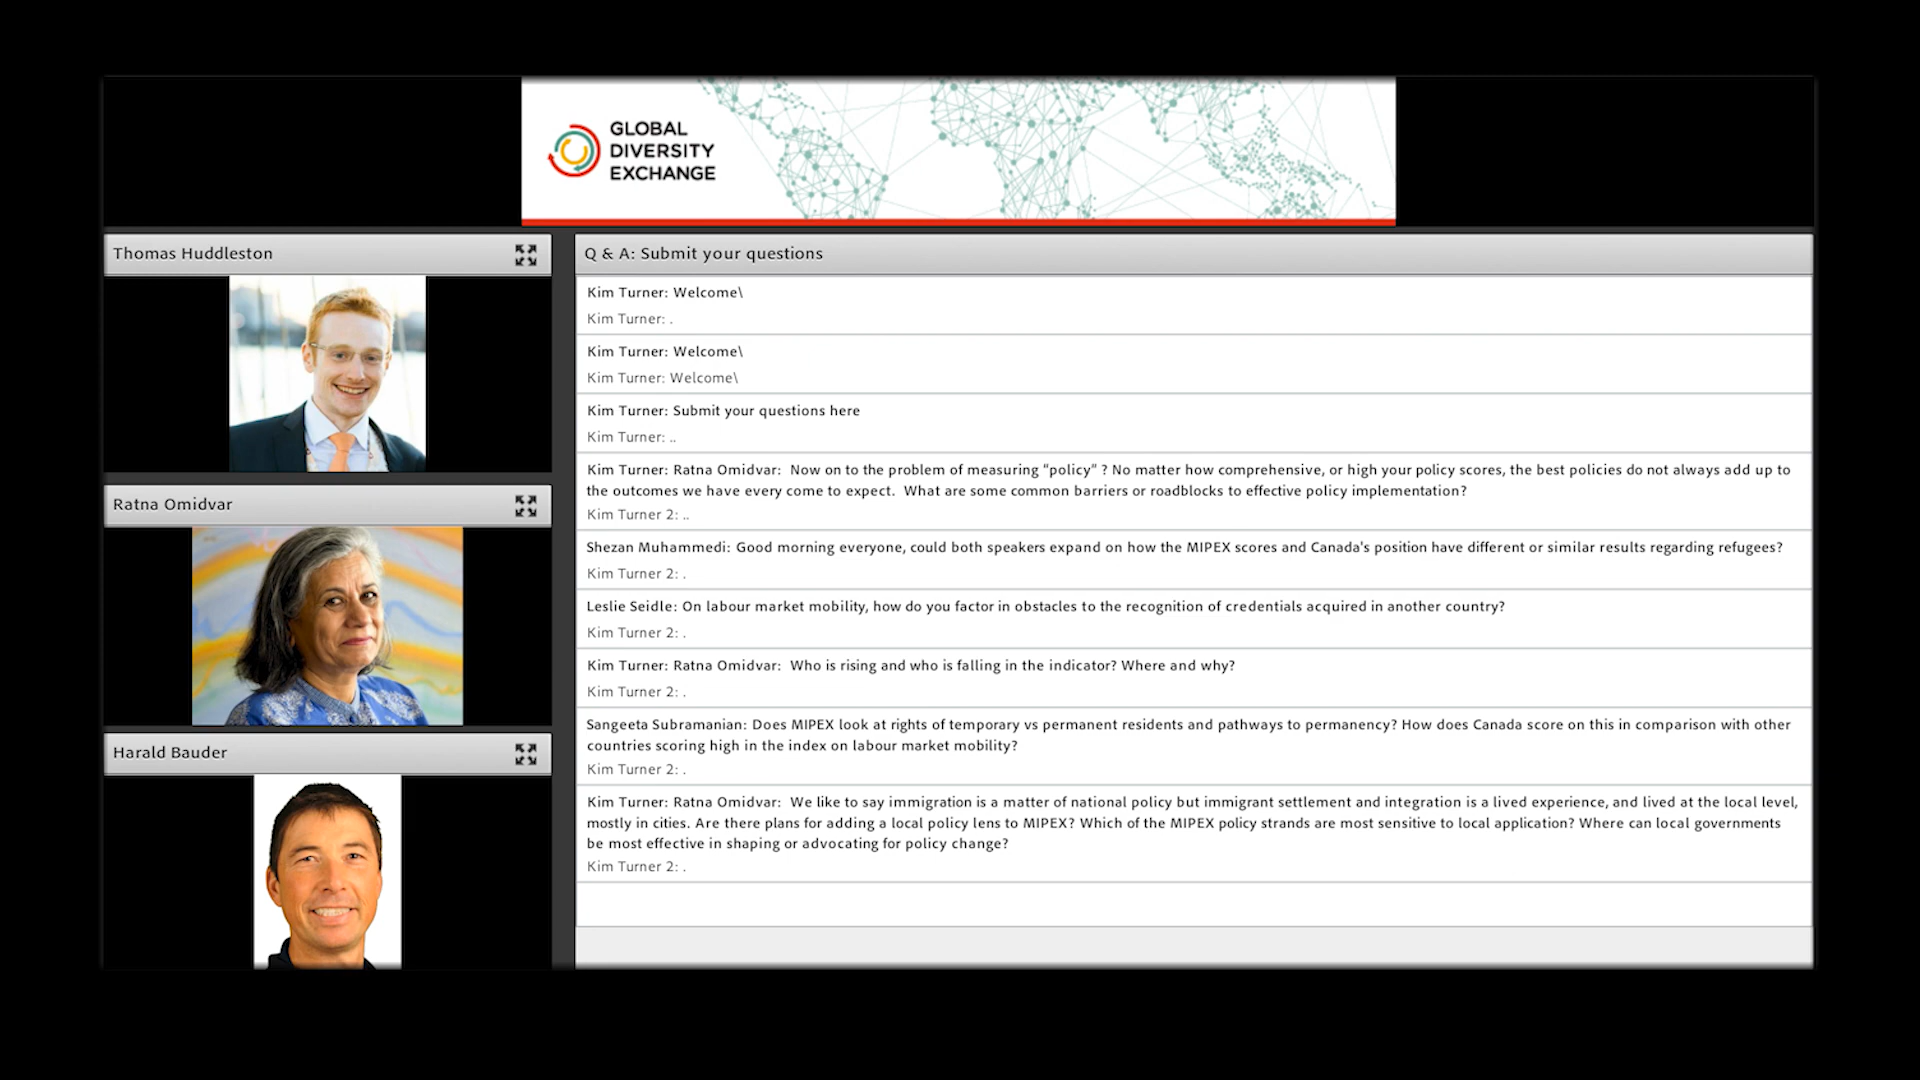 GLOBAL
DIVERSITY
EXCHANGE
Thomas Huddleston
Ratna Omidvar
Harald Bauder
Q & A: Submit your questions
Kim Turner: Welcome\
Kim Turner: .
Kim Turner: Welcome\
Kim Turner: Welcome\
Kim Turner: Submit your questions here
Kim Turner: ..
Kim Turner: Ratna Omidvar:  Now on to the problem of measuring “policy” ? No matter how comprehensive, or high your policy scores, the best policies do not always add up to
the outcomes we have every come to expect.  What are some common barriers or roadblocks to effective policy implementation?
Kim Turner 2: ..
Shezan Muhammedi: Good morning everyone, could both speakers expand on how the MIPEX scores and Canada's position have different or similar results regarding refugees?
Kim Turner 2: .
Leslie Seidle: On labour market mobility, how do you factor in obstacles to the recognition of credentials acquired in another country?
Kim Turner 2: .
Kim Turner: Ratna Omidvar:  Who is rising and who is falling in the indicator? Where and why?
Kim Turner 2: .
Sangeeta Subramanian: Does MIPEX look at rights of temporary vs permanent residents and pathways to permanency? How does Canada score on this in comparison with other
countries scoring high in the index on labour market mobility?
Kim Turner 2: .
Kim Turner: Ratna Omidvar:  We like to say immigration is a matter of national policy but immigrant settlement and integration is a lived experience, and lived at the local level,
mostly in cities. Are there plans for adding a local policy lens to MIPEX? Which of the MIPEX policy strands are most sensitive to local application? Where can local governments
be most effective in shaping or advocating for policy change?
Kim Turner 2: .